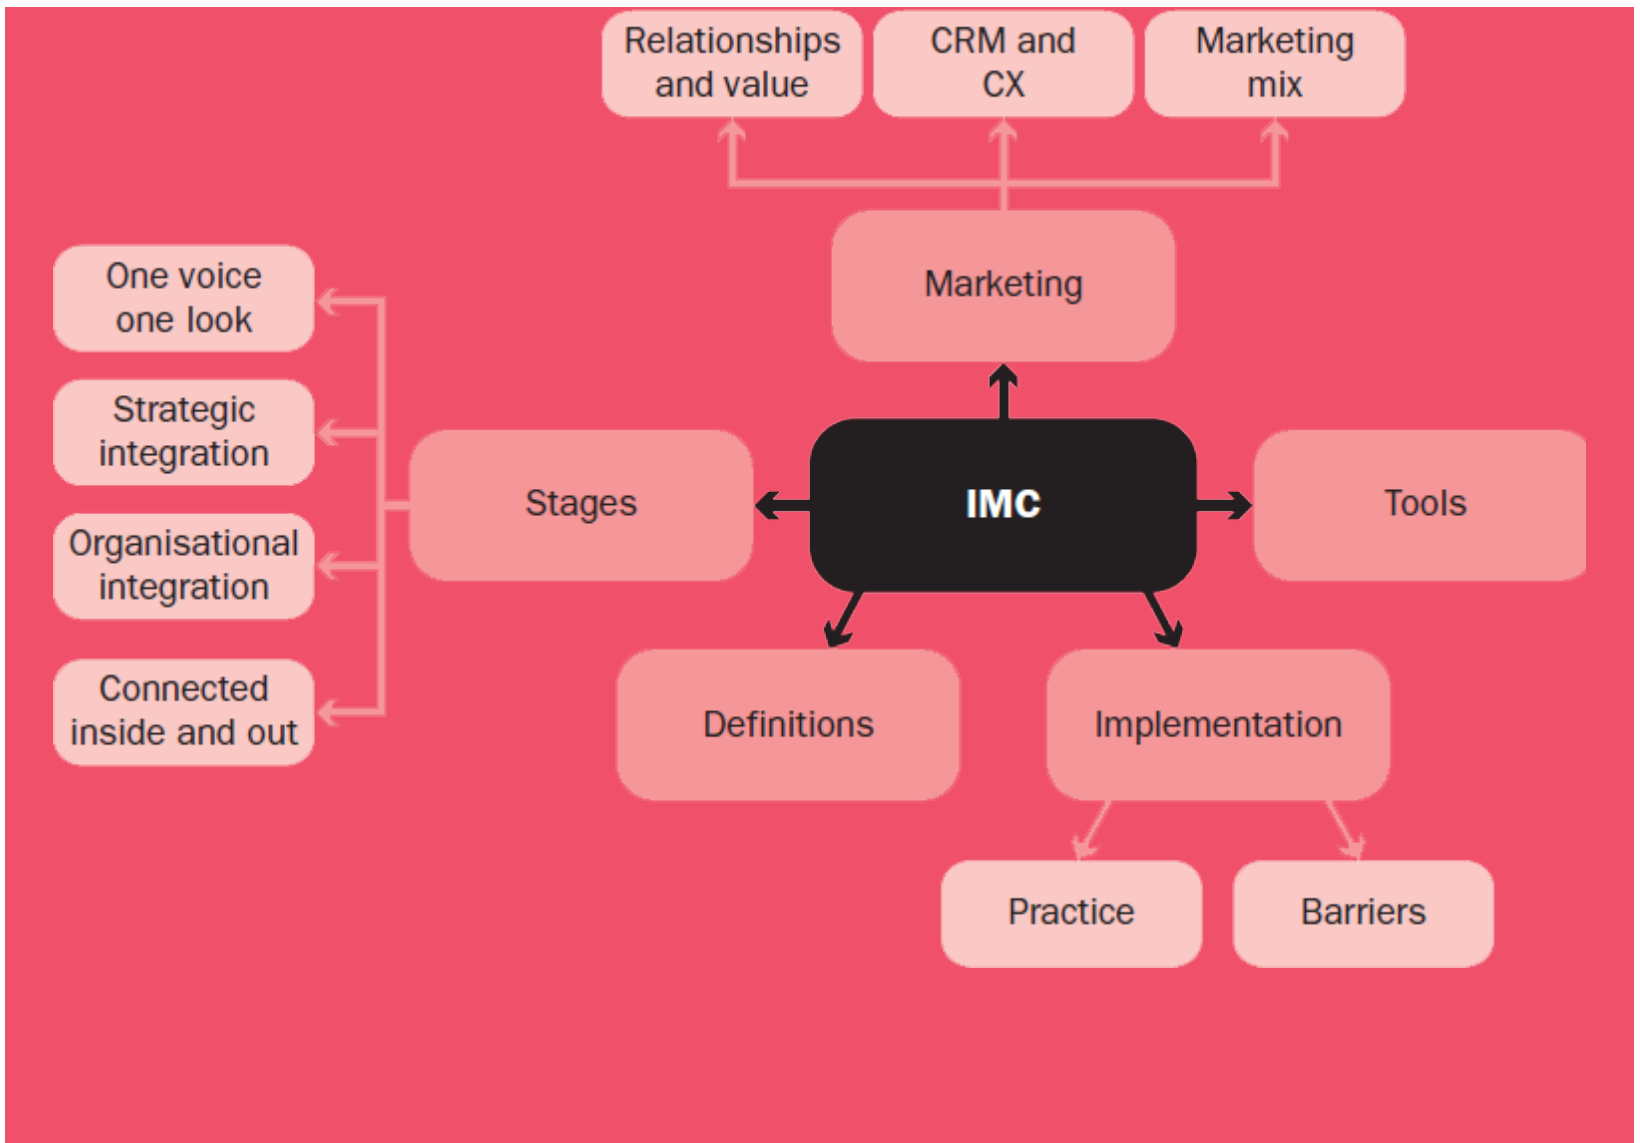 Relationships
and value
CRM and
CX
Marketing
mix
Marketing
One voice
one look
Strategic
integration
Organisational
integration
Connected
inside and out
Stages
IMC
Tools
Definitions
Implementation
Practice
Barriers